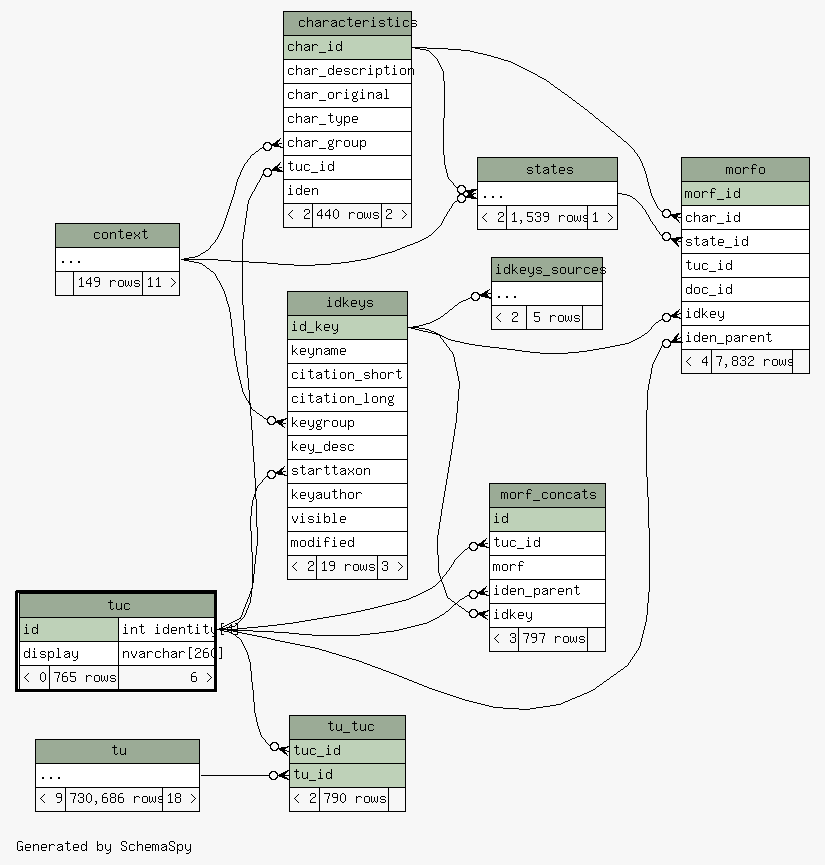 characteristics
char_id
char_description
char_original
char_type
char_group
tuc_id
iden
< 2 440 rows 2 >
states
...
< 2 1,539 rows 1 >
morfo
morf_id
char_id
state_id
tuc_id
doc_id
idkey
iden_parent
< 4 7,832 rows
context
...
149 rows 11 >
idkeys_sources
...
< 2 5 rows
idkeys
id_key
keyname
citation_short
citation_long
keygroup
key_desc
starttaxon
keyauthor
visible
modified
< 2 19 rows 3 >
morf_concats
id
tuc_id
morf
iden_parent
idkey
< 3 797 rows
tuc
id int identity
display nvarchar[260]
< 0 765 rows 6 >
tu_tuc
tuc_id
tu_id
< 2 790 rows
tu
...
< 9 730,686 rows 18 >
Generated by SchemaSpy